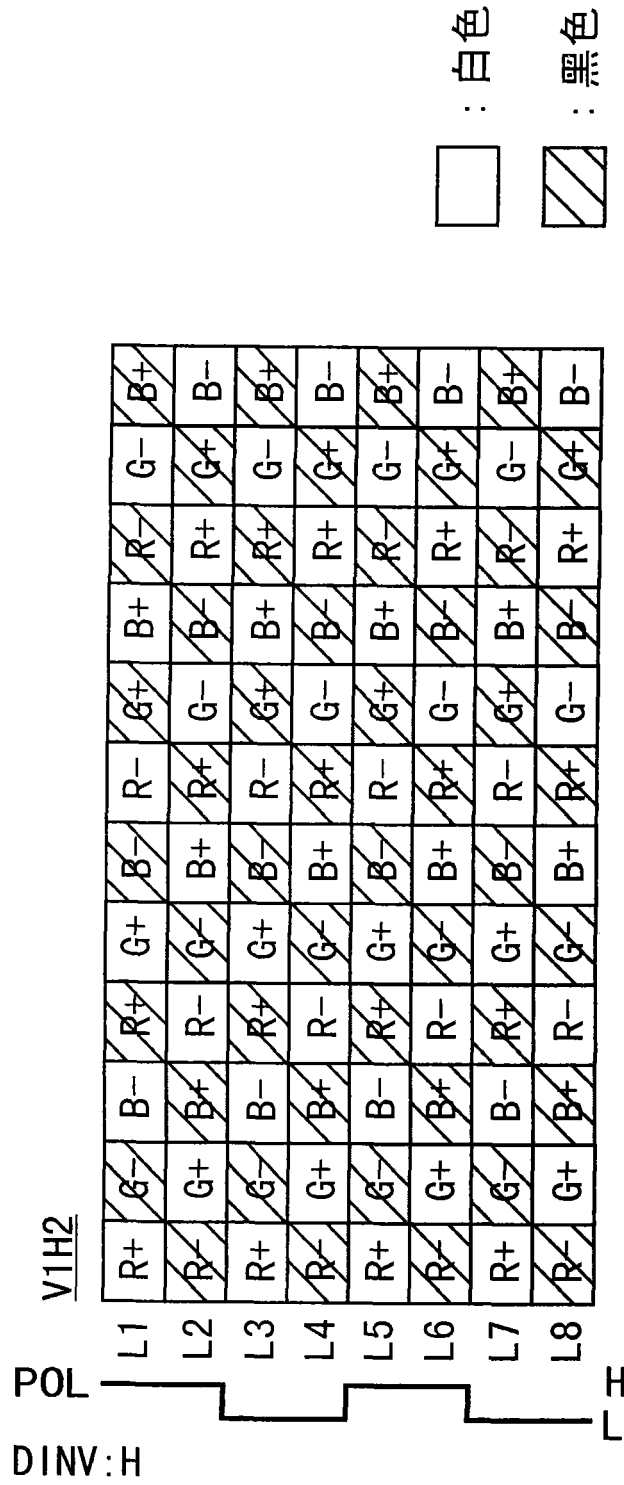 V1H2
L1 R+ G- B- R+ G+ B- R- G+ B+ R- G- B+
L2 R- G+ B+ R- G- B+ R+ G- B- R+ G+ B-
L3 R+ G- B- R+ G+ B- R- G+ B+ R+ G- B+
L4 R- G+ B+ R- G- B+ R+ G- B- R+ G+ B-
L5 R+ G- B- R+ G+ B- R- G+ B+ R- G- B+
L6 R- G+ B+ R- G- B+ R+ G- B- R+ G+ B-
L7 R+ G- B- R+ G+ B- R- G+ B+ R- G- B+
L8 R- G+ B+ R- G- B+ R+ G- B- R+ G+ B-
POL
H
L
DINV:H
:白色
:黑色